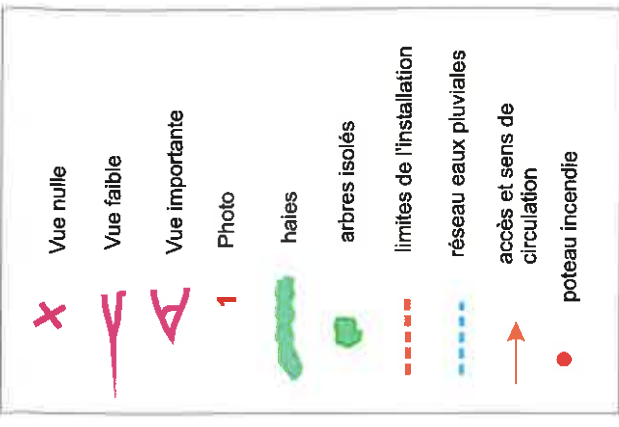 Vue nulle
Vue faible
Vue importante
1 Photo
haies
arbres isolés
limites de l'installation
réseau eaux pluviales
accès et sens de
circulation
poteau incendie